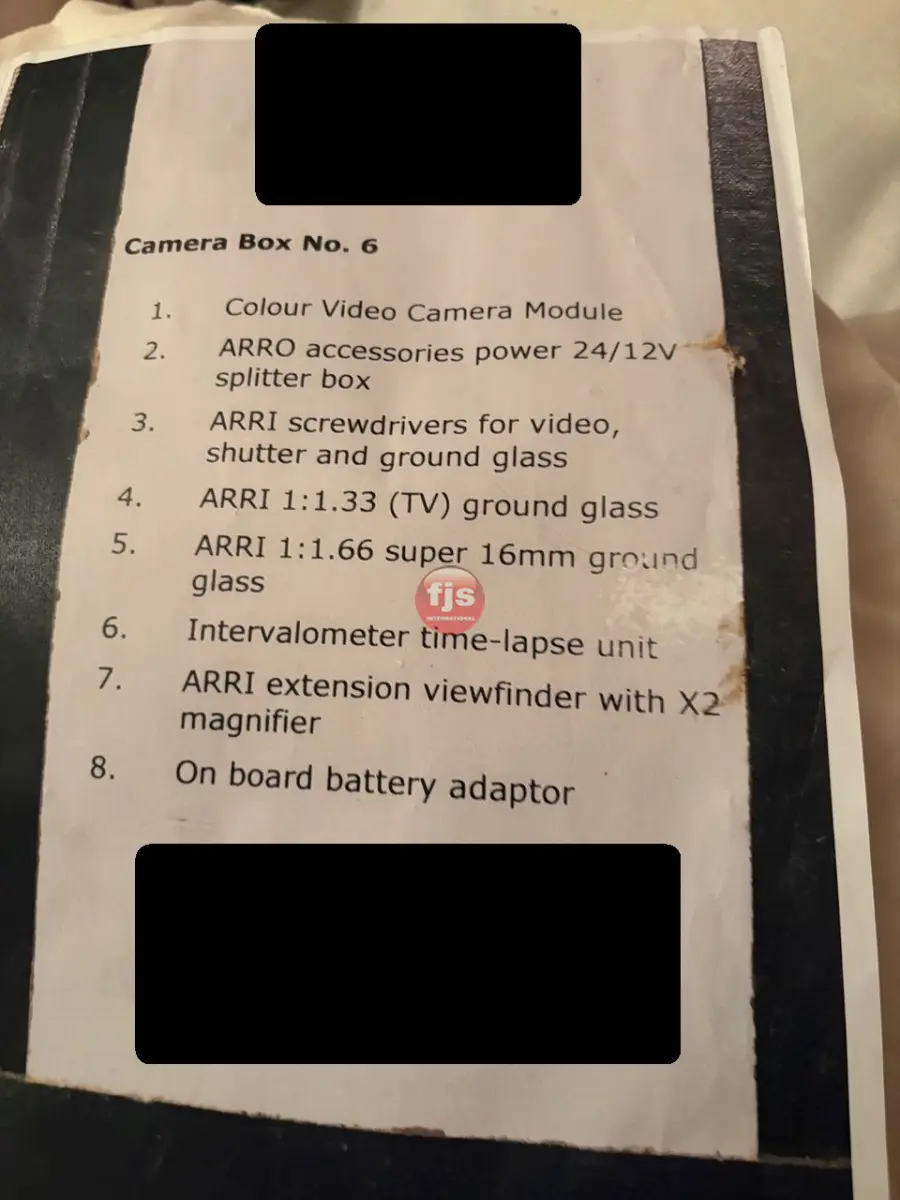 Camera Box No. 6
1. Colour Video Camera Module
2. ARRO accessories power 24/12V
splitter box
3. ARRI screwdrivers for video,
shutter and ground glass
4. ARRI 1:1.33 (TV) ground glass
5. ARRI 1:1.66 super 16mm ground
glass
fjs
INTERNATIONAL
6. Intervalometer time-lapse unit
7. ARRI extension viewfinder with X2
magnifier
8. On board battery adaptor